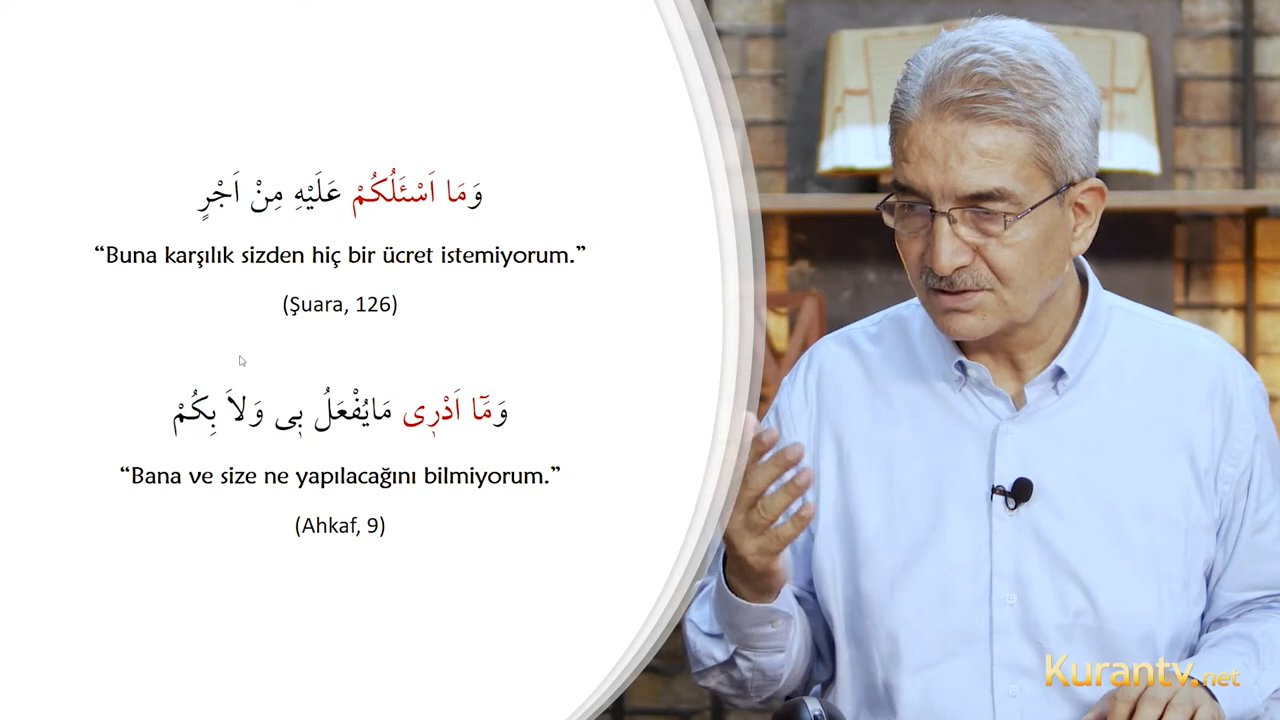 وَمَا اَسْـَٔلُكُمْ عَلَيْهِ مِنْ اَجْرٍ
“Buna karşılık sizden hiç bir ücret istemiyorum.”
(Şuara, 126)
وَمَٓا اَدْرٖى مَايُفْعَلُ بٖى وَلاَ بِكُمْ
“Bana ve size ne yapılacağını bilmiyorum.”
(Ahkaf, 9)
Kurantv.net